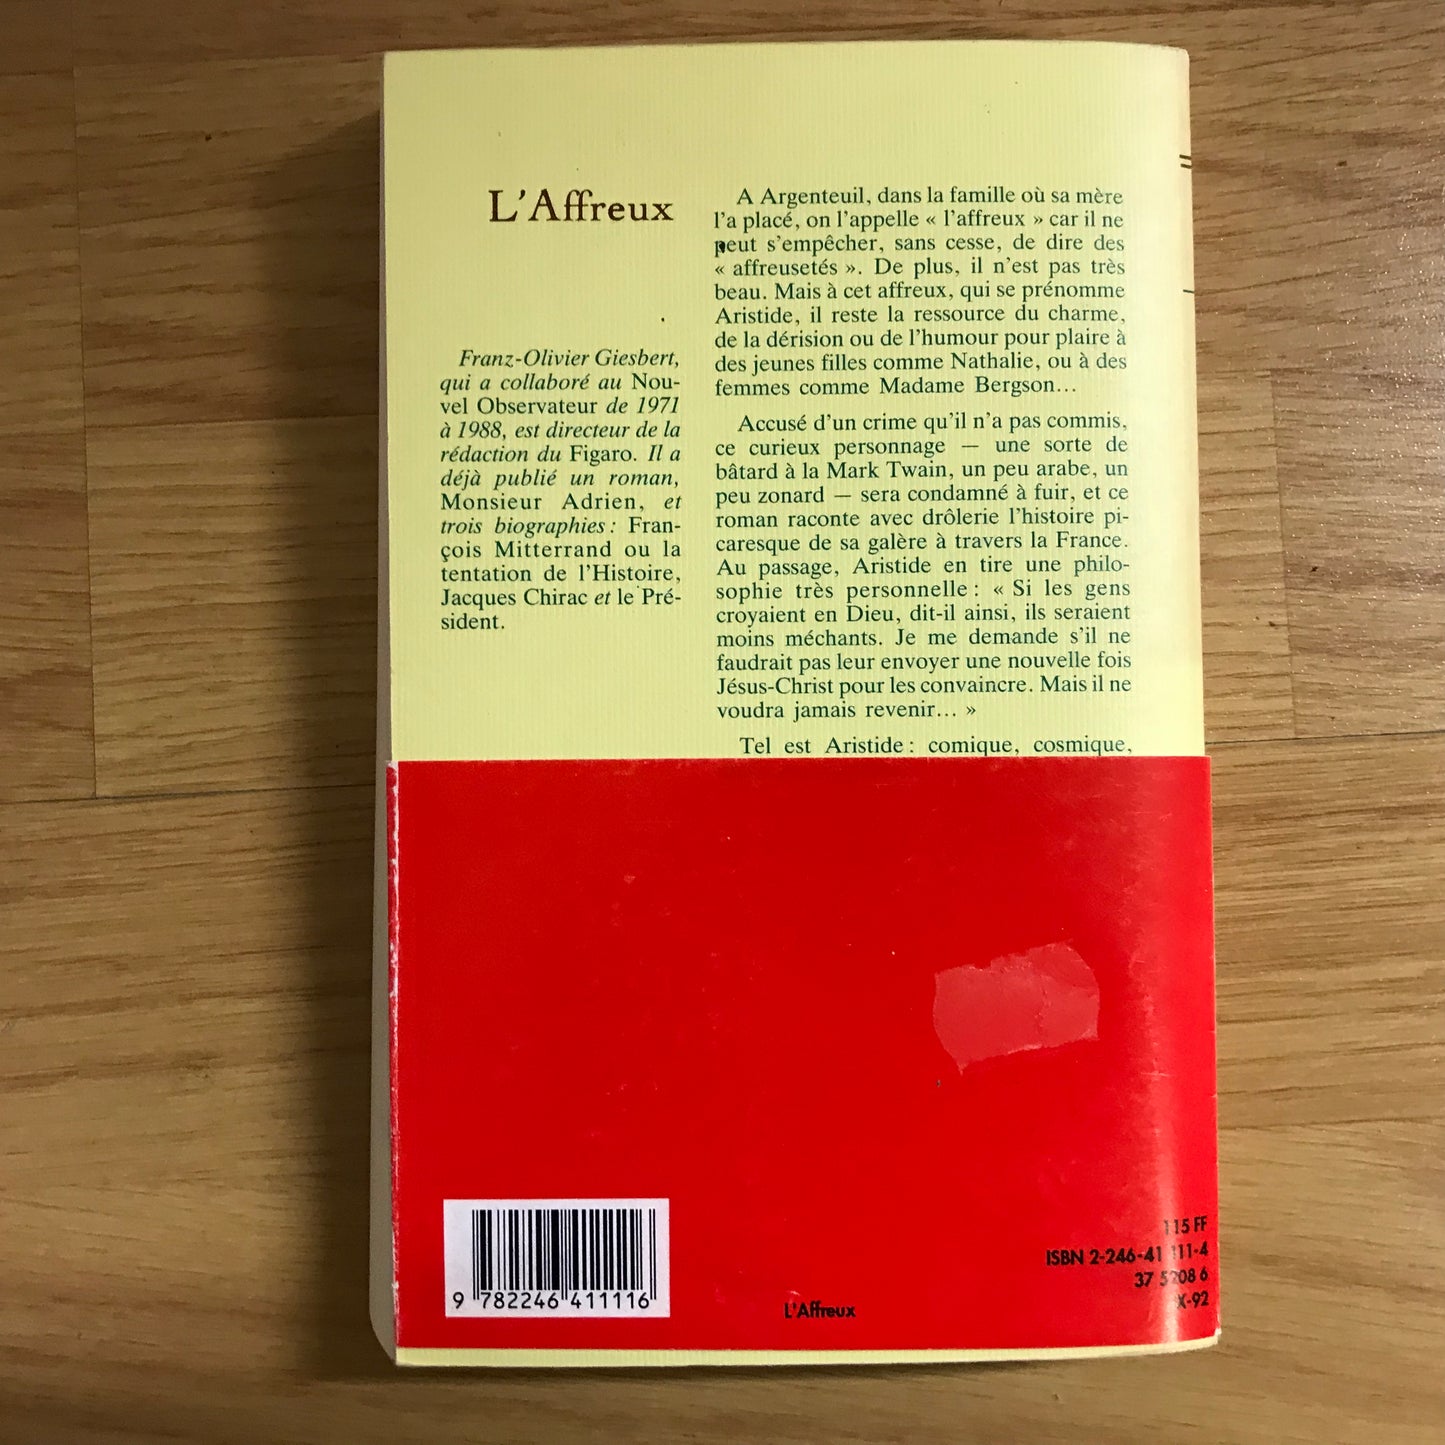 L'Affreux
Franz-Olivier Giesbert,
qui a collaboré au Nou-
vel Observateur de 1971
à 1988, est directeur de la
rédaction du Figaro. Il a
déjà publié un roman,
Monsieur Adrien, et
trois biographies : Fran-
çois Mitterrand ou la
tentation de l'Histoire,
Jacques Chirac et le Pré-
sident.
A Argenteuil, dans la famille où sa mère
l'a placé, on l'appelle « l'affreux » car il ne
peut s'empêcher, sans cesse, de dire des
« affreusetés ». De plus, il n'est pas très
beau. Mais à cet affreux, qui se prénomme
Aristide, il reste la ressource du charme,
de la dérision ou de l'humour pour plaire à
des jeunes filles comme Nathalie, ou à des
femmes comme Madame Bergson...
Accusé d'un crime qu'il n'a pas commis,
ce curieux personnage — une sorte de
bâtard à la Mark Twain, un peu arabe, un
peu zonard — sera condamné à fuir, et ce
roman raconte avec drôlerie l'histoire pi-
caresque de sa galère à travers la France.
Au passage, Aristide en tire une philo-
sophie très personnelle : « Si les gens
croyaient en Dieu, dit-il ainsi, ils seraient
moins méchants. Je me demande s'il ne
faudrait pas leur envoyer une nouvelle fois
Jésus-Christ pour les convaincre. Mais il ne
voudra jamais revenir... »
Tel est Aristide : comique, cosmique,
9 782246 411116
L'Affreux
115 FF
ISBN 2-246-41111-4
37 5208 6
X-92